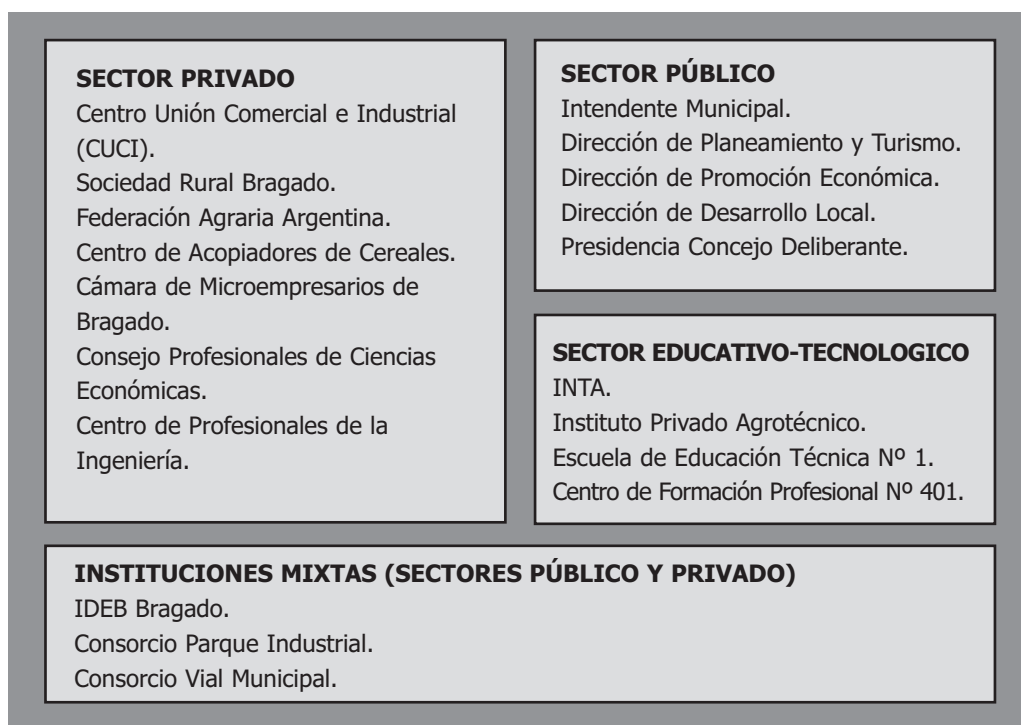 SECTOR PRIVADO
Centro Unión Comercial e Industrial
(CUCI).
Sociedad Rural Bragado.
Federación Agraria Argentina.
Centro de Acopiadores de Cereales.
Cámara de Microempresarios de
Bragado.
Consejo Profesionales de Ciencias
Económicas.
Centro de Profesionales de la
Ingeniería.
SECTOR PÚBLICO
Intendente Municipal.
Dirección de Planeamiento y Turismo.
Dirección de Promoción Económica.
Dirección de Desarrollo Local.
Presidencia Concejo Deliberante.
SECTOR EDUCATIVO-TECNOLOGICO
INTA.
Instituto Privado Agrotécnico.
Escuela de Educación Técnica Nº 1.
Centro de Formación Profesional Nº 401.
INSTITUCIONES MIXTAS (SECTORES PÚBLICO Y PRIVADO)
IDEB Bragado.
Consorcio Parque Industrial.
Consorcio Vial Municipal.